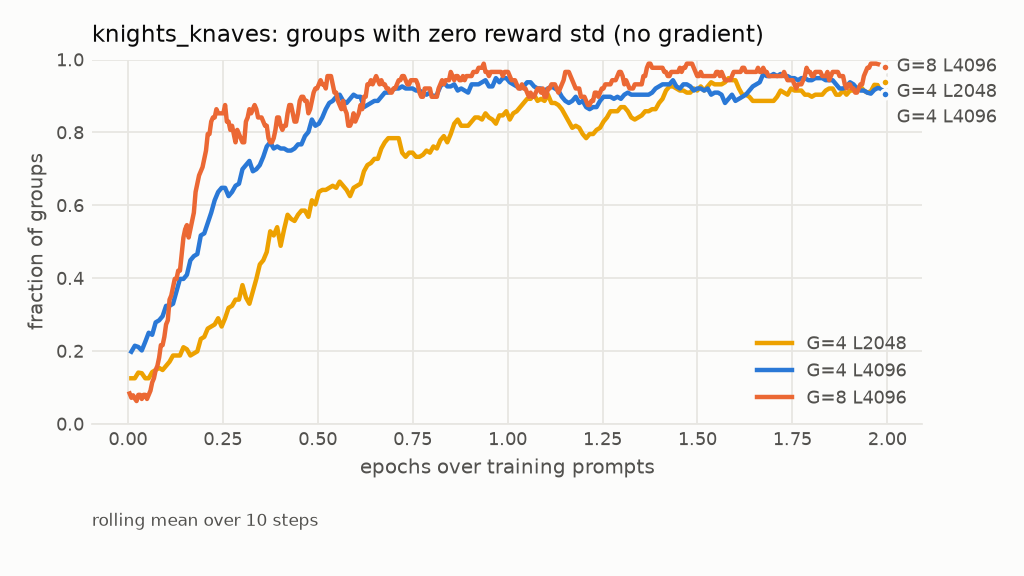 knights_knaves: groups with zero reward std (no gradient)
fraction of groups
1.0
0.8
0.6
0.4
0.2
0.0
G=8 L4096
G=4 L2048
G=4 L4096
G=4 L2048
G=4 L4096
G=8 L4096
0.00 0.25 0.50 0.75 1.00 1.25 1.50 1.75 2.00
epochs over training prompts
rolling mean over 10 steps